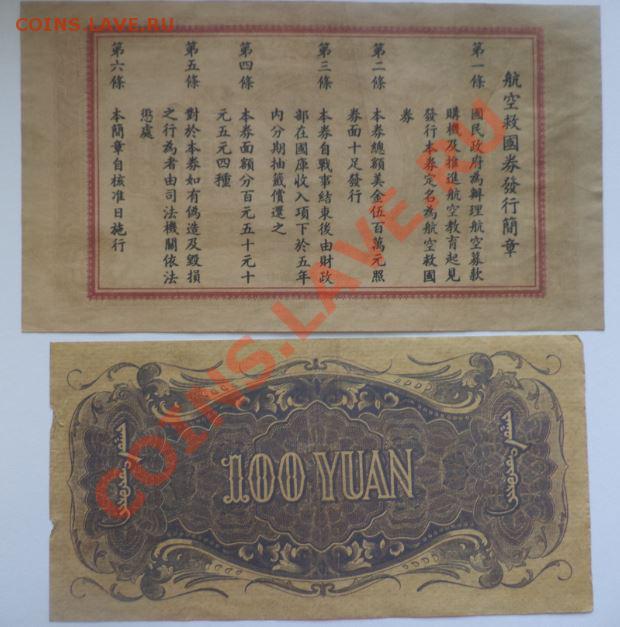 COINS.LAVE.RU
航空救國券發行簡章
第一條 國民政府為辦理航空募款
購機及推進航空教育起見
發行本券定名為航空救國
券
第二條 本券總額美金伍百萬元照
券面十足發行
第三條 本券自戰事結束後由財政
部在國庫收入項下於五年
內分期抽籤償還之
第四條 本券面額分百元五十元十
元五元四種
第五條 對於本券如有偽造及毀損
之行為者由司法機關依法
懲處
第六條 本簡章自核准日施行
COINS.LAVE.RU
100 YUAN
COINS.LAVE.RU